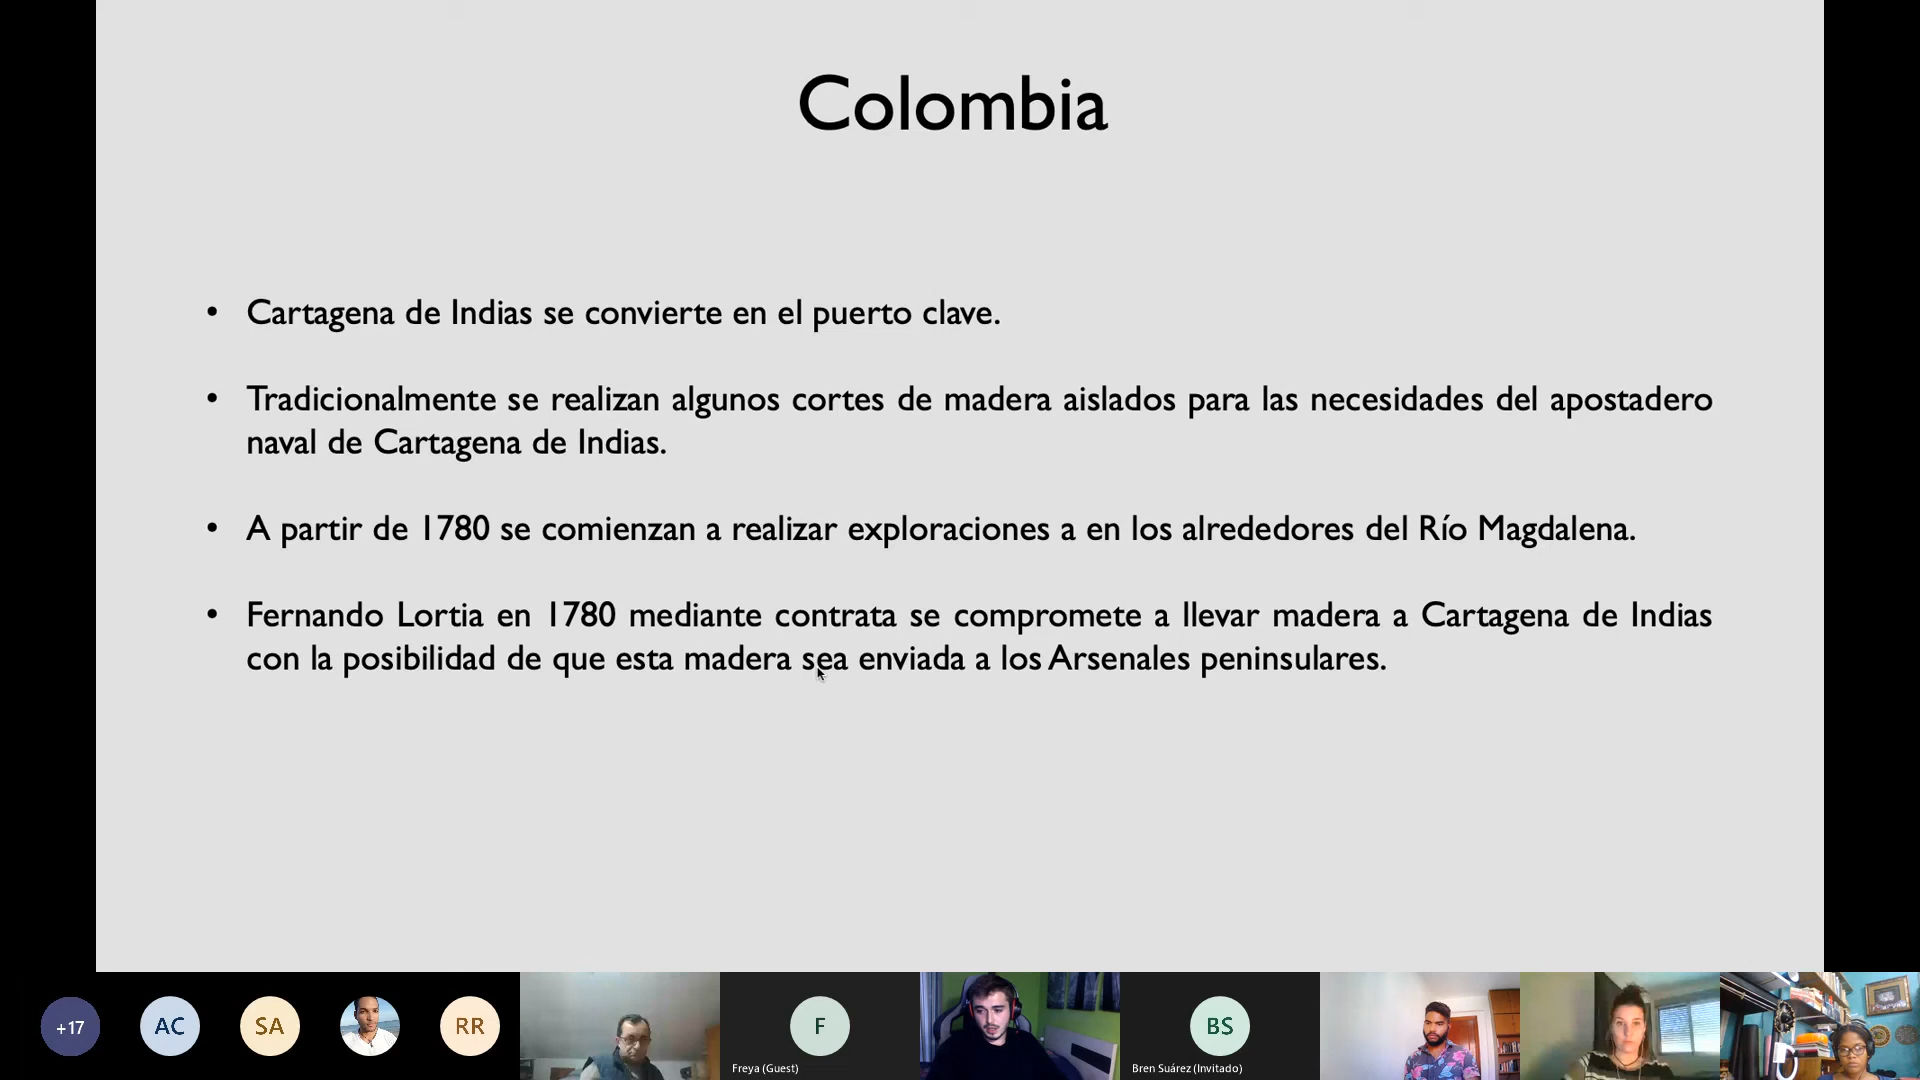 Colombia
• Cartagena de Indias se convierte en el puerto clave.
• Tradicionalmente se realizan algunos cortes de madera aislados para las necesidades del apostadero
naval de Cartagena de Indias.
• A partir de 1780 se comienzan a realizar exploraciones a en los alrededores del Río Magdalena.
• Fernando Lortia en 1780 mediante contrata se compromete a llevar madera a Cartagena de Indias
con la posibilidad de que esta madera sea enviada a los Arsenales peninsulares.
+17
AC
SA
RR
F
Freya (Guest)
BS
Bren Suárez (Invitado)